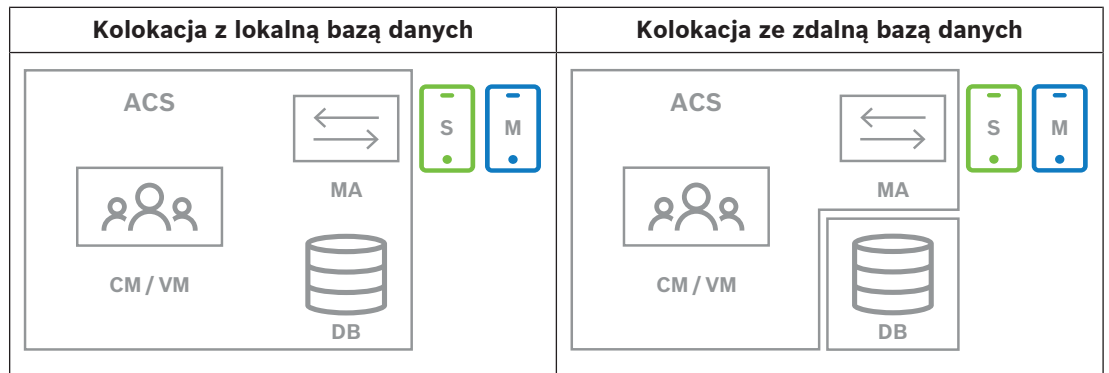 Kolokacja z lokalną bazą danych
Kolokacja ze zdalną bazą danych
ACS
S
M
MA
CM / VM
DB
ACS
S
M
MA
CM / VM
DB